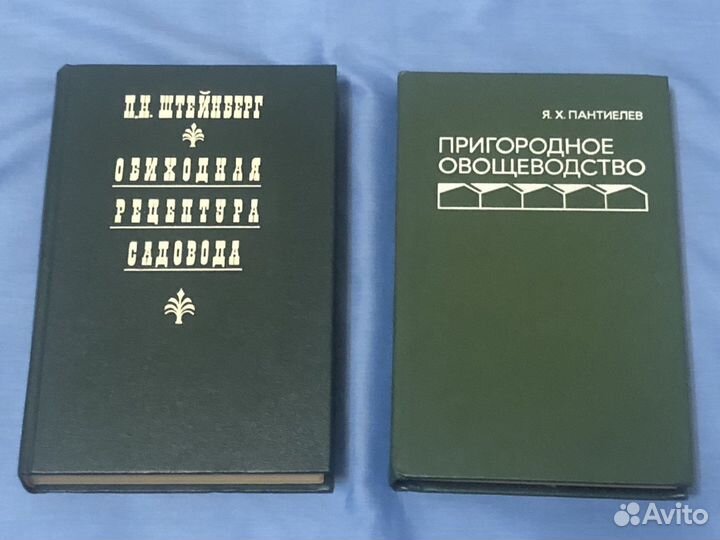 П.Н. ШТЕЙНБЕРГ
ОБИХОДНАЯ
РЕЦЕПТУРА
САДОВОДА
Я. Х. ПАНТИЕЛЕВ
ПРИГОРОДНОЕ
ОВОЩЕВОДСТВО
Avito